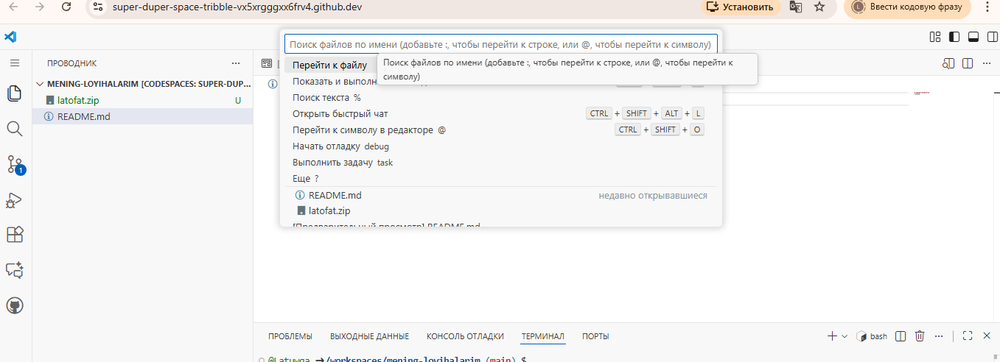 super-duper-space-tribble-vx5xrgggxx6frv4.github.dev
Установить
L Ввести кодовую фразу
Поиск файлов по имени (добавьте :, чтобы перейти к строке, или @, чтобы перейти к символу)
ПРОВОДНИК
Перейти к файлу
Поиск файлов по имени (добавьте :, чтобы перейти к строке, или @, чтобы перейти к
символу)
MENING-LOYIHALARIM [CODESPACES: SUPER-DUP...
Показать и выполн
latofat.zip U
Поиск текста %
README.md
Открыть быстрый чат CTRL + SHIFT + ALT + L
Перейти к символу в редакторе @ CTRL + SHIFT + O
Начать отладку debug
Выполнить задачу task
1
Еще ?
README.md недавно открывавшиеся
latofat.zip
[Предварительный просмотр] README.md
ПРОБЛЕМЫ ВЫХОДНЫЕ ДАННЫЕ КОНСОЛЬ ОТЛАДКИ ТЕРМИНАЛ ПОРТЫ
bash
@Latuwga ➜ /workspaces/mening-loyihalarim (main) $